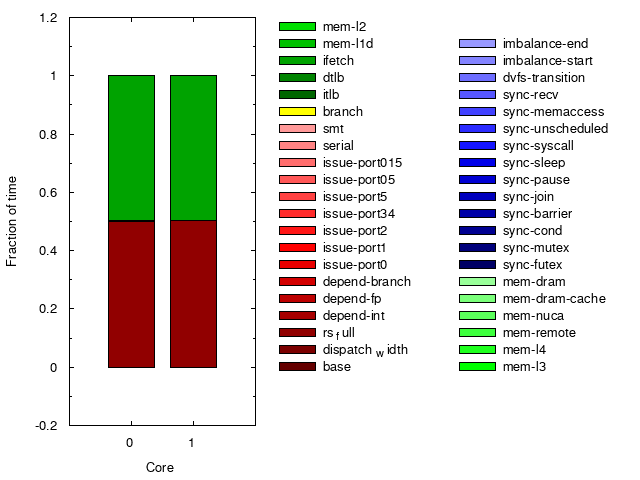 1.2
1
0.8
0.6
0.4
0.2
0
-0.2
Fraction of time
0 1
Core
mem-l2
mem-l1d
ifetch
dtlb
itlb
branch
smt
serial
issue-port015
issue-port05
issue-port5
issue-port34
issue-port2
issue-port1
issue-port0
depend-branch
depend-fp
depend-int
rs f ull
dispatch w idth
base
imbalance-end
imbalance-start
dvfs-transition
sync-recv
sync-memaccess
sync-unscheduled
sync-syscall
sync-sleep
sync-pause
sync-join
sync-barrier
sync-cond
sync-mutex
sync-futex
mem-dram
mem-dram-cache
mem-nuca
mem-remote
mem-l4
mem-l3